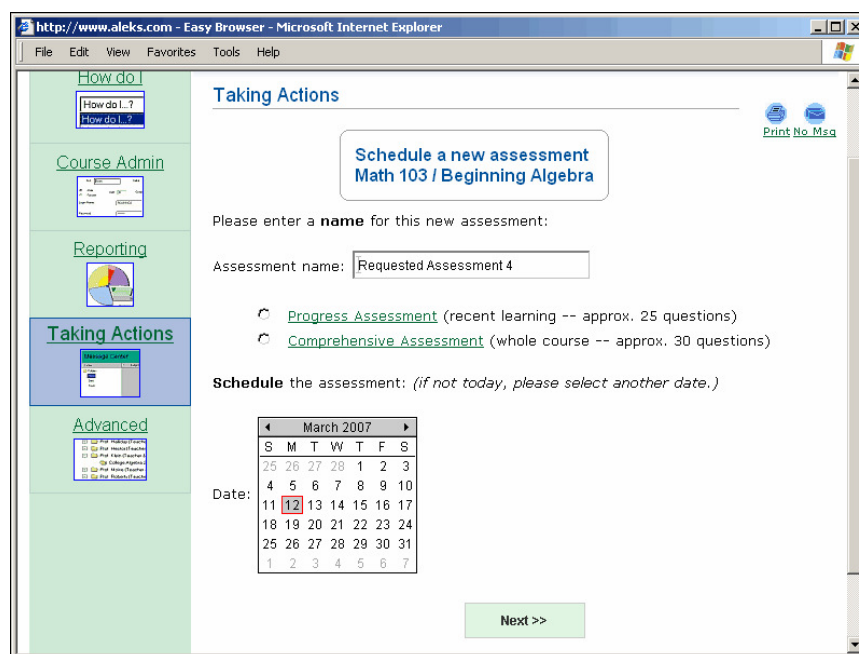 http://www.aleks.com - Easy Browser - Microsoft Internet Explorer
File Edit View Favorites Tools Help
How do I
How do I...?
How do I...?
Course Admin
Reporting
Taking Actions
Message Center
Advanced
Taking Actions
Print No Msg
Schedule a new assessment
Math 103 / Beginning Algebra
Please enter a name for this new assessment:
Assessment name: Requested Assessment 4
Progress Assessment (recent learning -- approx. 25 questions)
Comprehensive Assessment (whole course -- approx. 30 questions)
Schedule the assessment: (if not today, please select another date.)
March 2007
S M T W T F S
25 26 27 28 1 2 3
4 5 6 7 8 9 10
Date:
11 12 13 14 15 16 17
18 19 20 21 22 23 24
25 26 27 28 29 30 31
1 2 3 4 5 6 7
Next >>